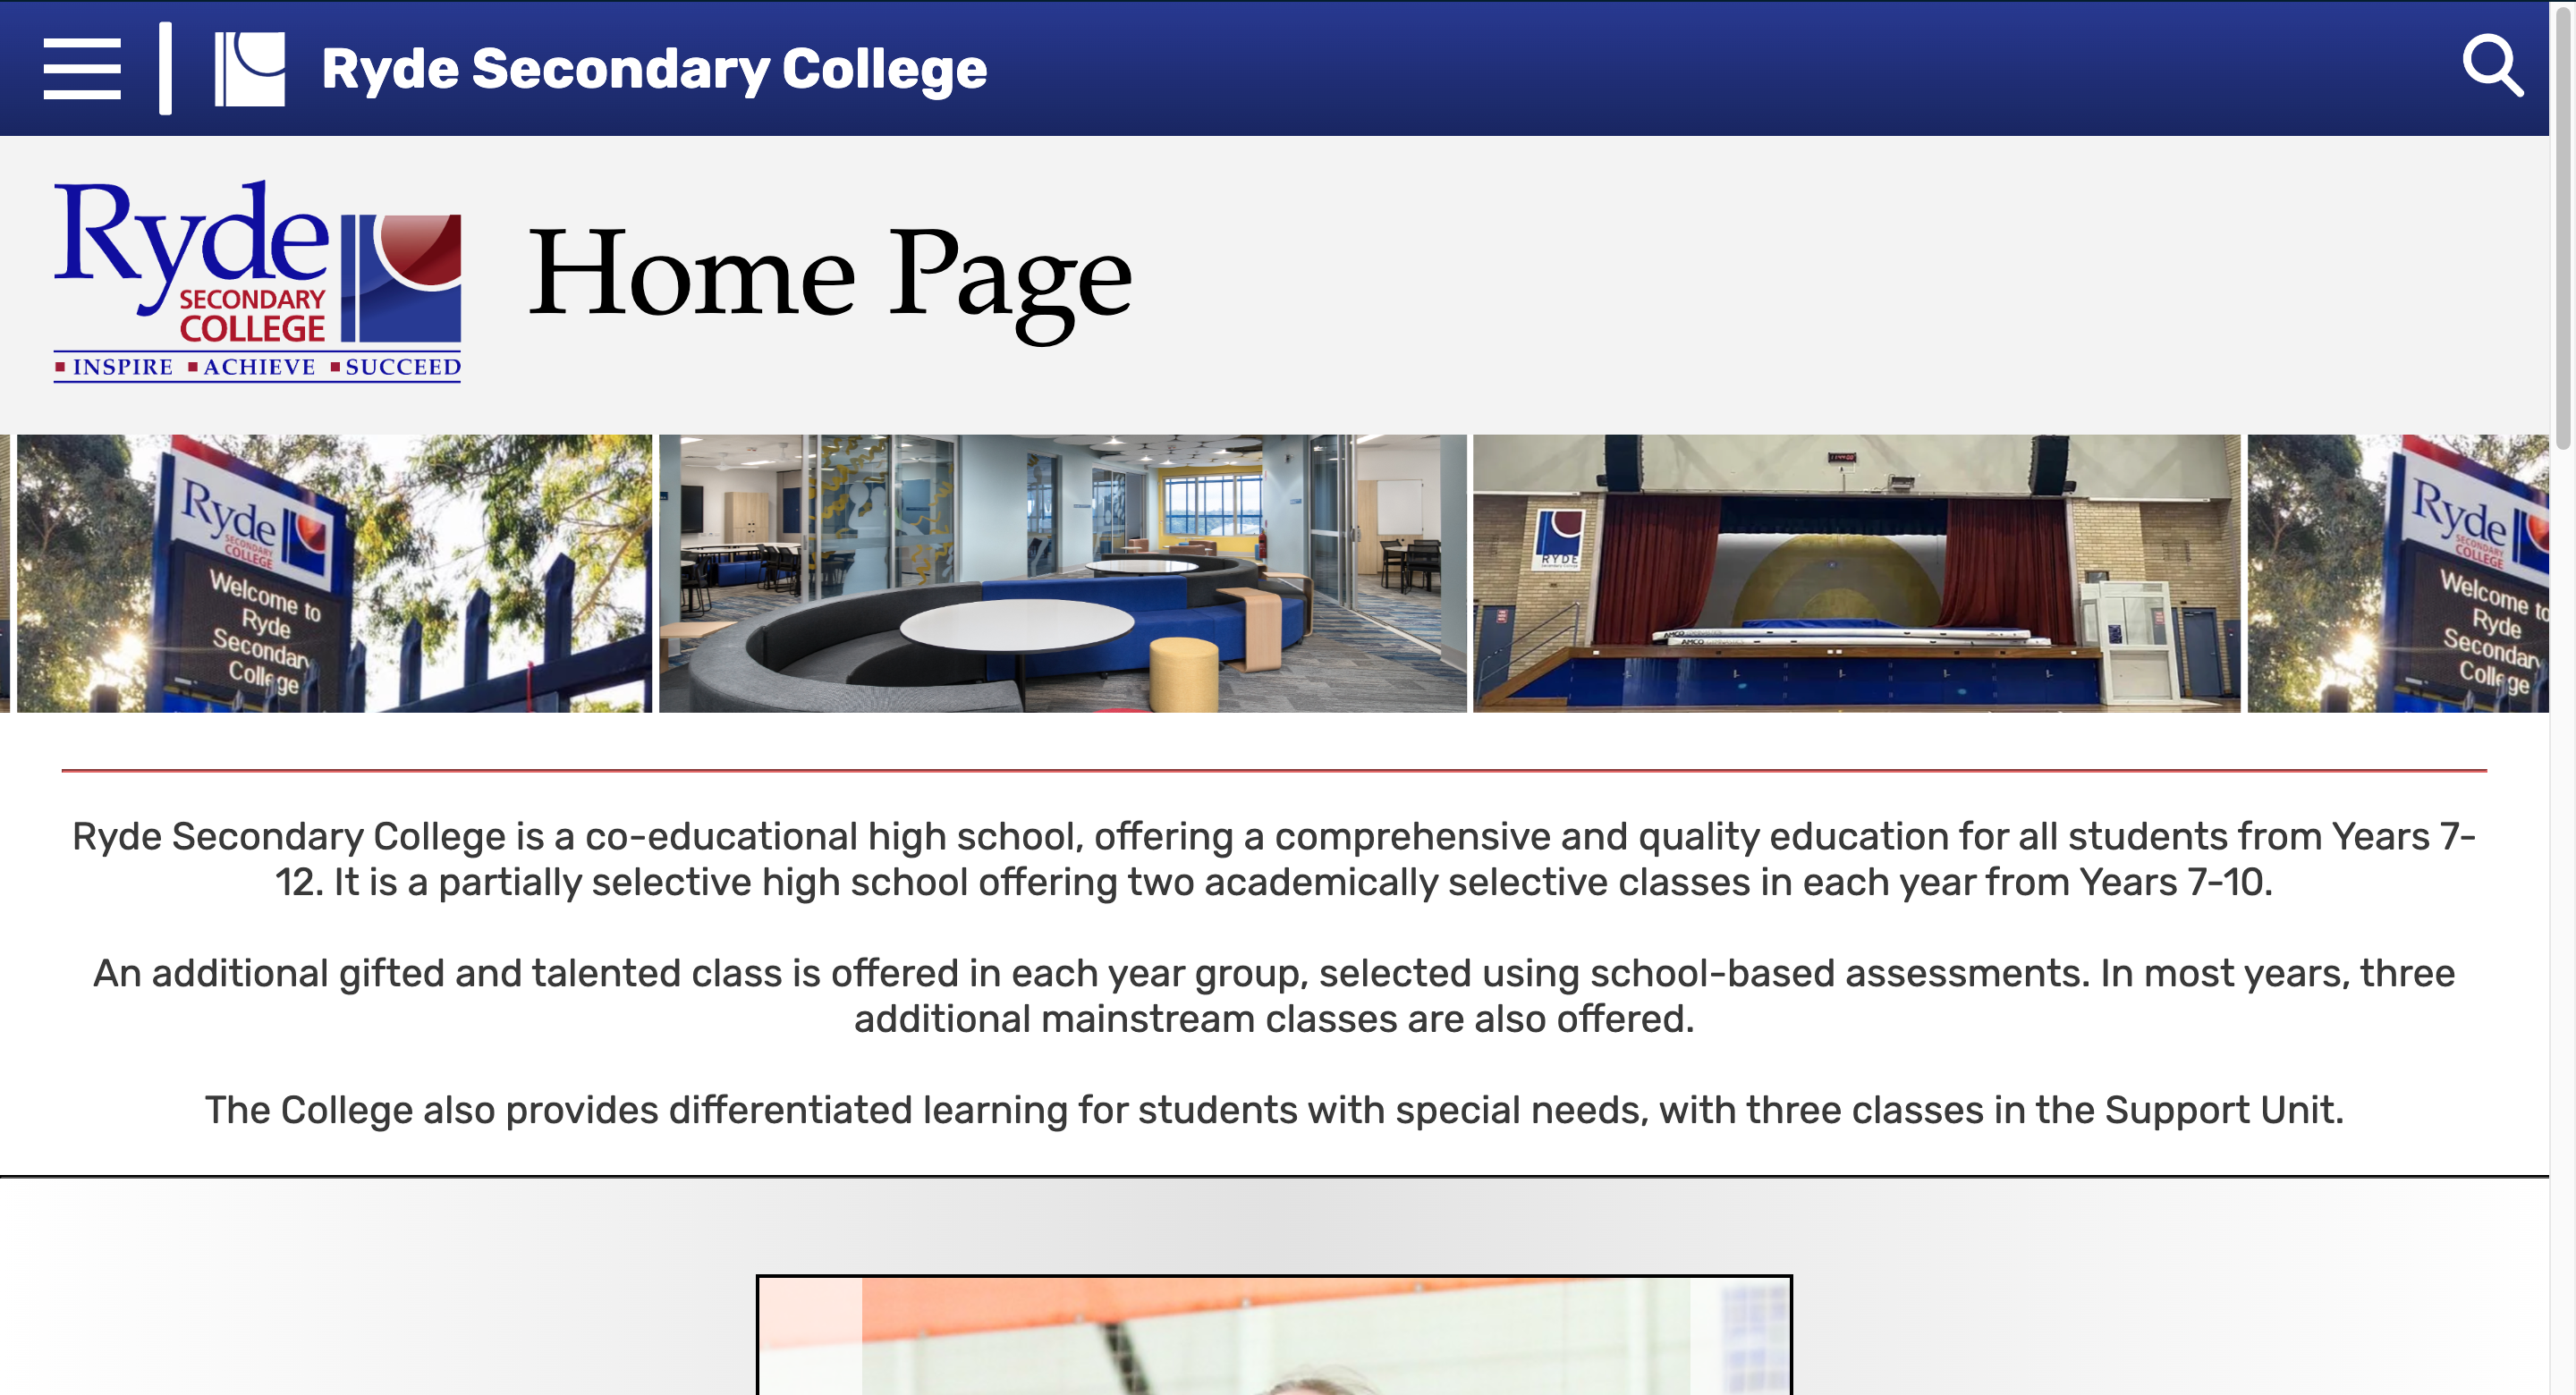 Ryde Secondary College
Ryde
SECONDARY
COLLEGE
INSPIRE ACHIEVE SUCCEED
Home Page
Ryde
SECONDARY
COLLEGE
Welcome to
Ryde
Secondary
College
RYDE
AMCO
AMCO
Ryde
SECONDARY
COLLEGE
Welcome to
Ryde
Secondary
College
Ryde Secondary College is a co-educational high school, offering a comprehensive and quality education for all students from Years 7-
12. It is a partially selective high school offering two academically selective classes in each year from Years 7-10.
An additional gifted and talented class is offered in each year group, selected using school-based assessments. In most years, three
additional mainstream classes are also offered.
The College also provides differentiated learning for students with special needs, with three classes in the Support Unit.